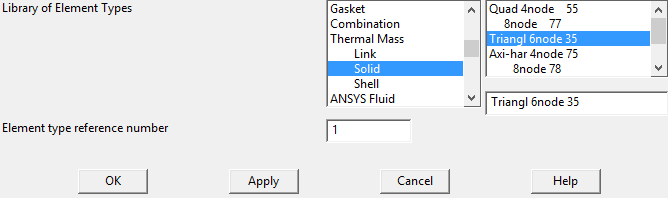 Library of Element Types
Gasket
Combination
Thermal Mass
Link
Solid
Shell
ANSYS Fluid
Quad 4node 55
8node 77
Triangl 6node 35
Axi-har 4node 75
8node 78
Triangl 6node 35
Element type reference number
1
OK
Apply
Cancel
Help